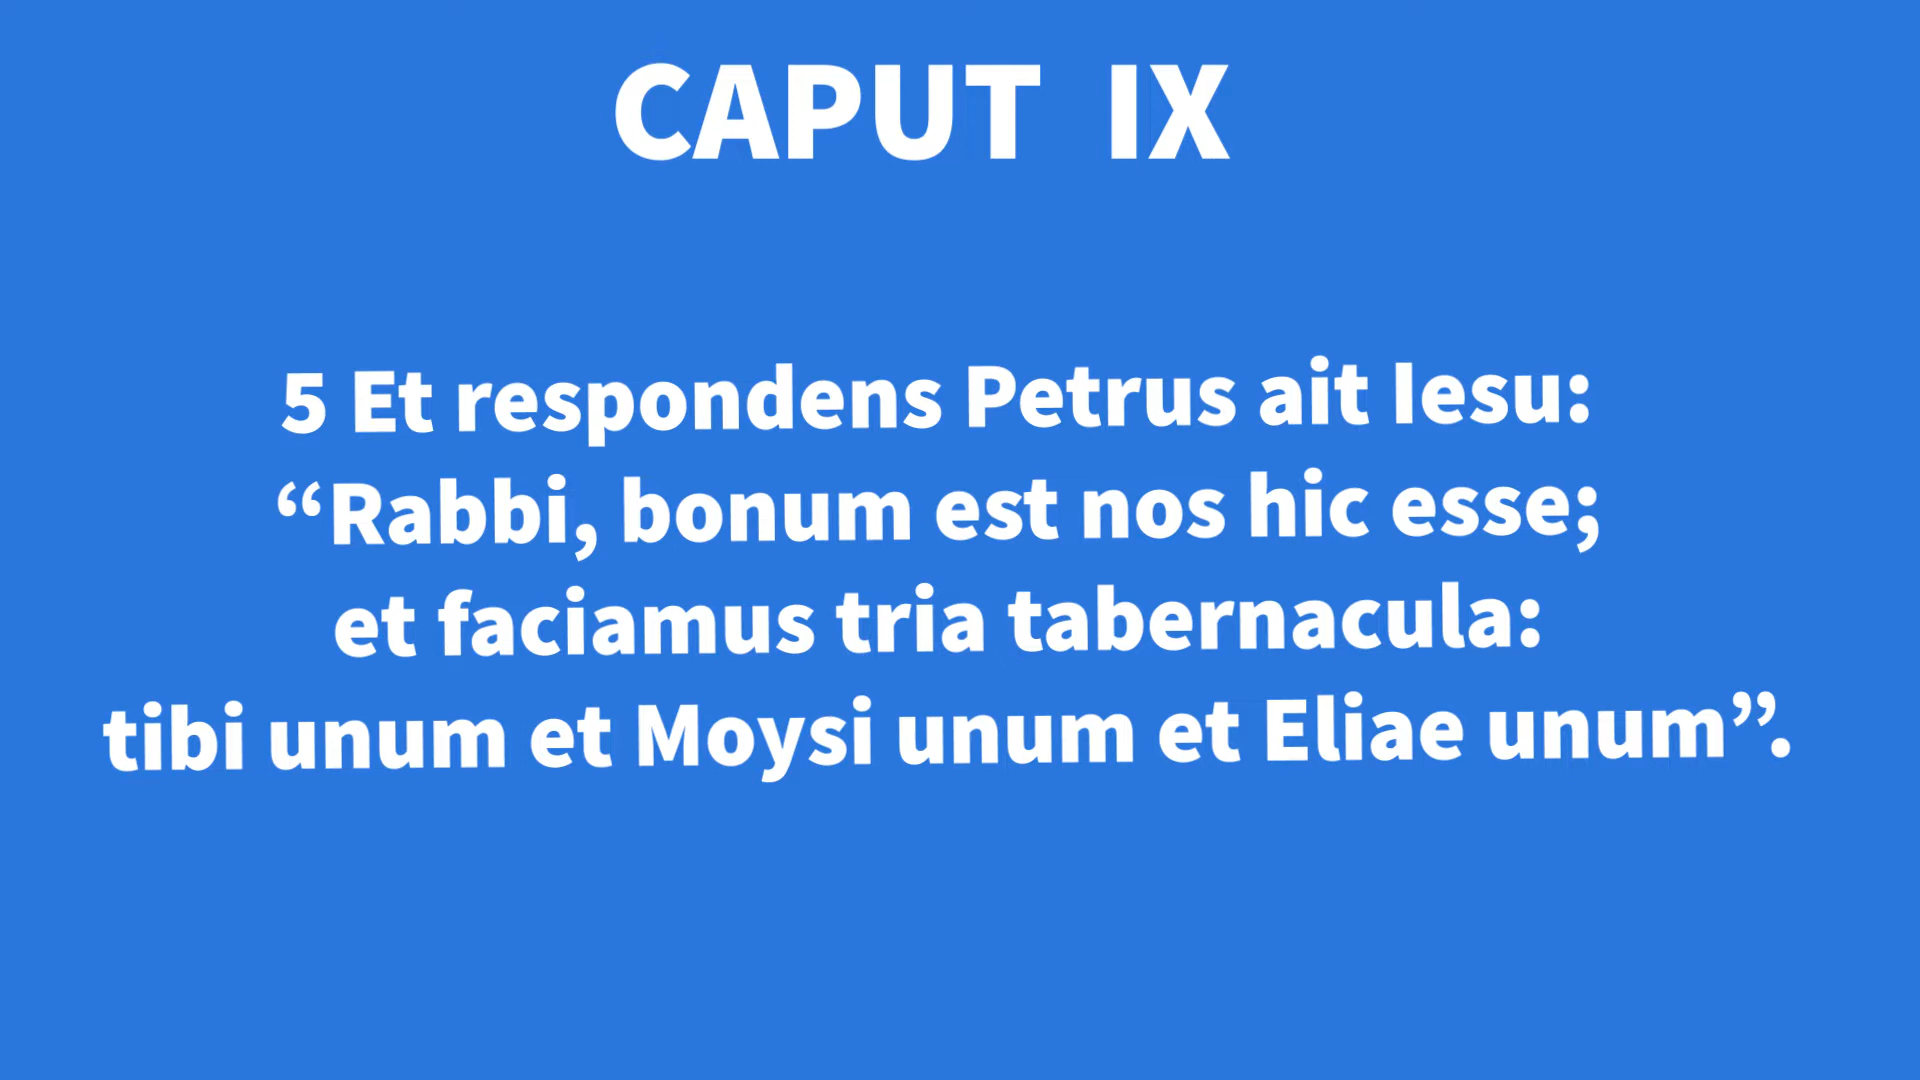 CAPUT IX
5 Et respondens Petrus ait Iesu:
“Rabbi, bonum est nos hic esse;
et faciamus tria tabernacula:
tibi unum et Moysi unum et Eliae unum”.